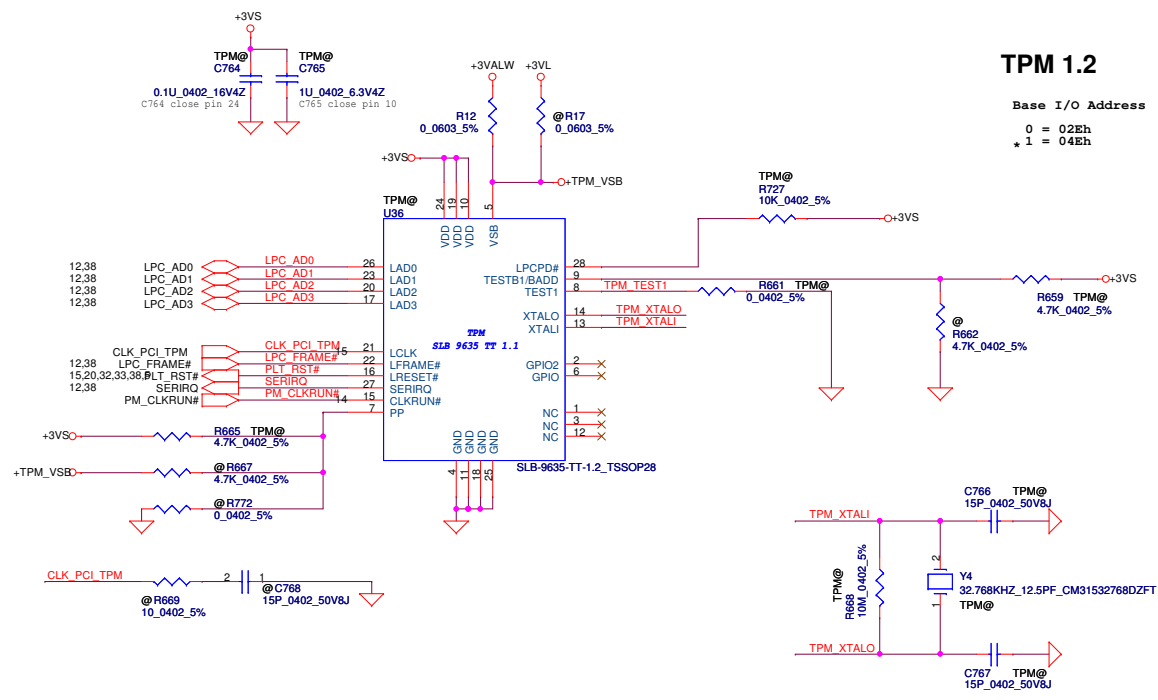 +3VS
TPM@
C764
0.1U_0402_16V4Z
C764 close pin 24
TPM@
C765
1U_0402_6.3V4Z
C765 close pin 10
+3VALW
+3VL
R12
0_0603_5%
@R17
0_0603_5%
TPM 1.2
Base I/O Address
0 = 02Eh
* 1 = 04Eh
+3VS
+TPM_VSB
TPM@
U36
24
19
10
5
VDD
VDD
VDD
VSB
TPM@
R727
10K_0402_5%
+3VS
12,38 LPC_AD0 LPC_AD0 26 LAD0
12,38 LPC_AD1 LPC_AD1 23 LAD1
12,38 LPC_AD2 LPC_AD2 20 LAD2
12,38 LPC_AD3 LPC_AD3 17 LAD3
LPCPD# 28
TESTB1/BADD 9
TEST1 8 TPM_TEST1
R661 TPM@
0_0402_5%
+3VS
R659 TPM@
4.7K_0402_5%
XTALO 14 TPM_XTALO
XTALI 13 TPM_XTALI
@
R662
4.7K_0402_5%
TPM
SLB 9635 TT 1.1
CLK_PCI_TPM CLK_PCI_TPM 15 21 LCLK
12,38 LPC_FRAME# LPC_FRAME# 22 LFRAME#
15,20,32,33,38,5 PLT_RST# PLT_RST# 16 LRESET#
12,38 SERIRQ SERIRQ 27 SERIRQ
PM_CLKRUN# PM_CLKRUN# 14 15 CLKRUN#
7 PP
GPIO2 2
GPIO 6
NC 1
NC 3
NC 12
GND
GND
GND
GND
4
11
18
25
SLB-9635-TT-1.2_TSSOP28
+3VS
R665 TPM@
4.7K_0402_5%
+TPM_VSB
@R667
4.7K_0402_5%
@R772
0_0402_5%
CLK_PCI_TPM
@R669
10_0402_5%
2 1
@C768
15P_0402_50V8J
C766 TPM@
15P_0402_50V8J
TPM_XTALI
TPM@
R668
10M_0402_5%
2
1
Y4
32.768KHZ_12.5PF_CM31532768DZFT
TPM@
TPM_XTALO
C767 TPM@
15P_0402_50V8J